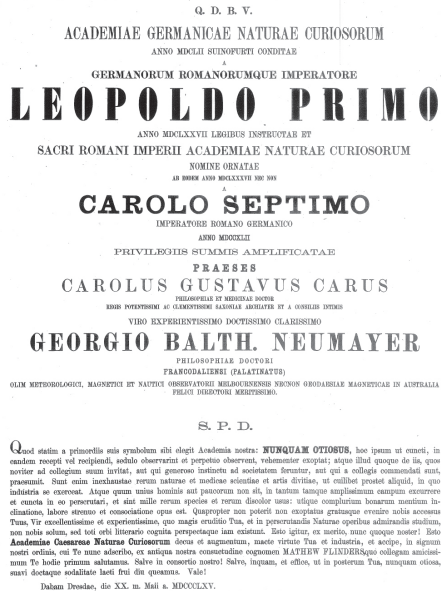 Q. D. B. V.
ACADEMIAE GERMANICAE NATURAE CURIOSORUM
ANNO MDCLII SUINOFURTI CONDITAE
A
GERMANORUM ROMANORUMQUE IMPERATORE
LEOPOLDO PRIMO
ANNO MDCLXXVII LEGIBUS INSTRUCTAE ET
SACRI ROMANI IMPERII ACADEMIAE NATURAE CURIOSORUM
NOMINE ORNATAE
AB EODEM ANNO MDCLXXXVII NEC NON
A
CAROLO SEPTIMO
IMPERATORE ROMANO GERMANICO
ANNO MDCCXLII
PRIVILEGIIS SUMMIS AMPLIFICATAE
PRAESES
CAROLUS GUSTAVUS CARUS
PHILOSOPHIAE ET MEDICINAE DOCTOR
REGIS POTENTISSIMI AC CLEMENTISSIMI SAXONIAE ARCHIATER ET A CONSILIIS INTIMIS
VIRO EXPERIENTISSIMO DOCTISSIMO CLARISSIMO
GEORGIO BALTH. NEUMAYER
PHILOSOPHIAE DOCTORI
FRANCODALIENSI (PALATINATUS)
OLIM METEOROLOGICI, MAGNETICI ET NAUTICI OBSERVATORII MELBOURNENSIS NECNON GEODAESIAE MAGNETICAE IN AUSTRALIA
FELICI DIRECTORI MERITISSIMO.
S. P. D.
Quod statim a primordiis suis symbolum sibi elegit Academia nostra: NUNQUAM OTIOSUS, hoc ipsum ut cuncti, in
eandem recepti vel recipiendi, sedulo observarint et perpetuo observent, vehementer exoptat; atque illud quoque de iis, quos
noviter ad collegium suum invitat, aut qui generoso instinctu ad societatem feruntur, aut qui a collegis commendati sunt,
praesumit. Sunt enim inexhaustae rerum naturae et medicae scientiae et artis divitiae, ut cuilibet prostet aliquid, in quo
industria se exerceat. Atque quum unius hominis aut paucorum non sit, in tantum tamque amplissimum campum excurrere
et cuncta in eo perscrutari, et sint mille rerum species et rerum discolor usus: utique complurium bonarum mentium in-
clinatione, labore strenuo et consociatione opus est. Quapropter non poterit non exoptatus gratusque evenire nobis accessus
Tuus, Vir excellentissime et experientissime, quo magis eruditio Tua, et in perscrutandis Naturae operibus admirandis studium,
non nobis solum, sed toti orbi litterario cognita perspectaque iam exstunt. Esto igitur, ex merito, nunc quoque noster! Esto
Academiae Caesareae Naturae Curiosorum decus et augmentum, macte virtute Tua et industria, et accipe, in signum
nostri ordinis, cui Te nunc adscribo, ex antiqua nostra consuetudine cognomen MATHEW FLINDERS, quo collegam amicissi-
mum Te hodie primum salutamus. Salve in consortio nostro! Salve, inquam, et effice, ut in posterum Tua, nunquam otiosa,
suavi doctaque sodalitate laeti frui diu queamus. Vale!
Dabam Dresdae, die XX. m. Maii a. MDCCCLXV.